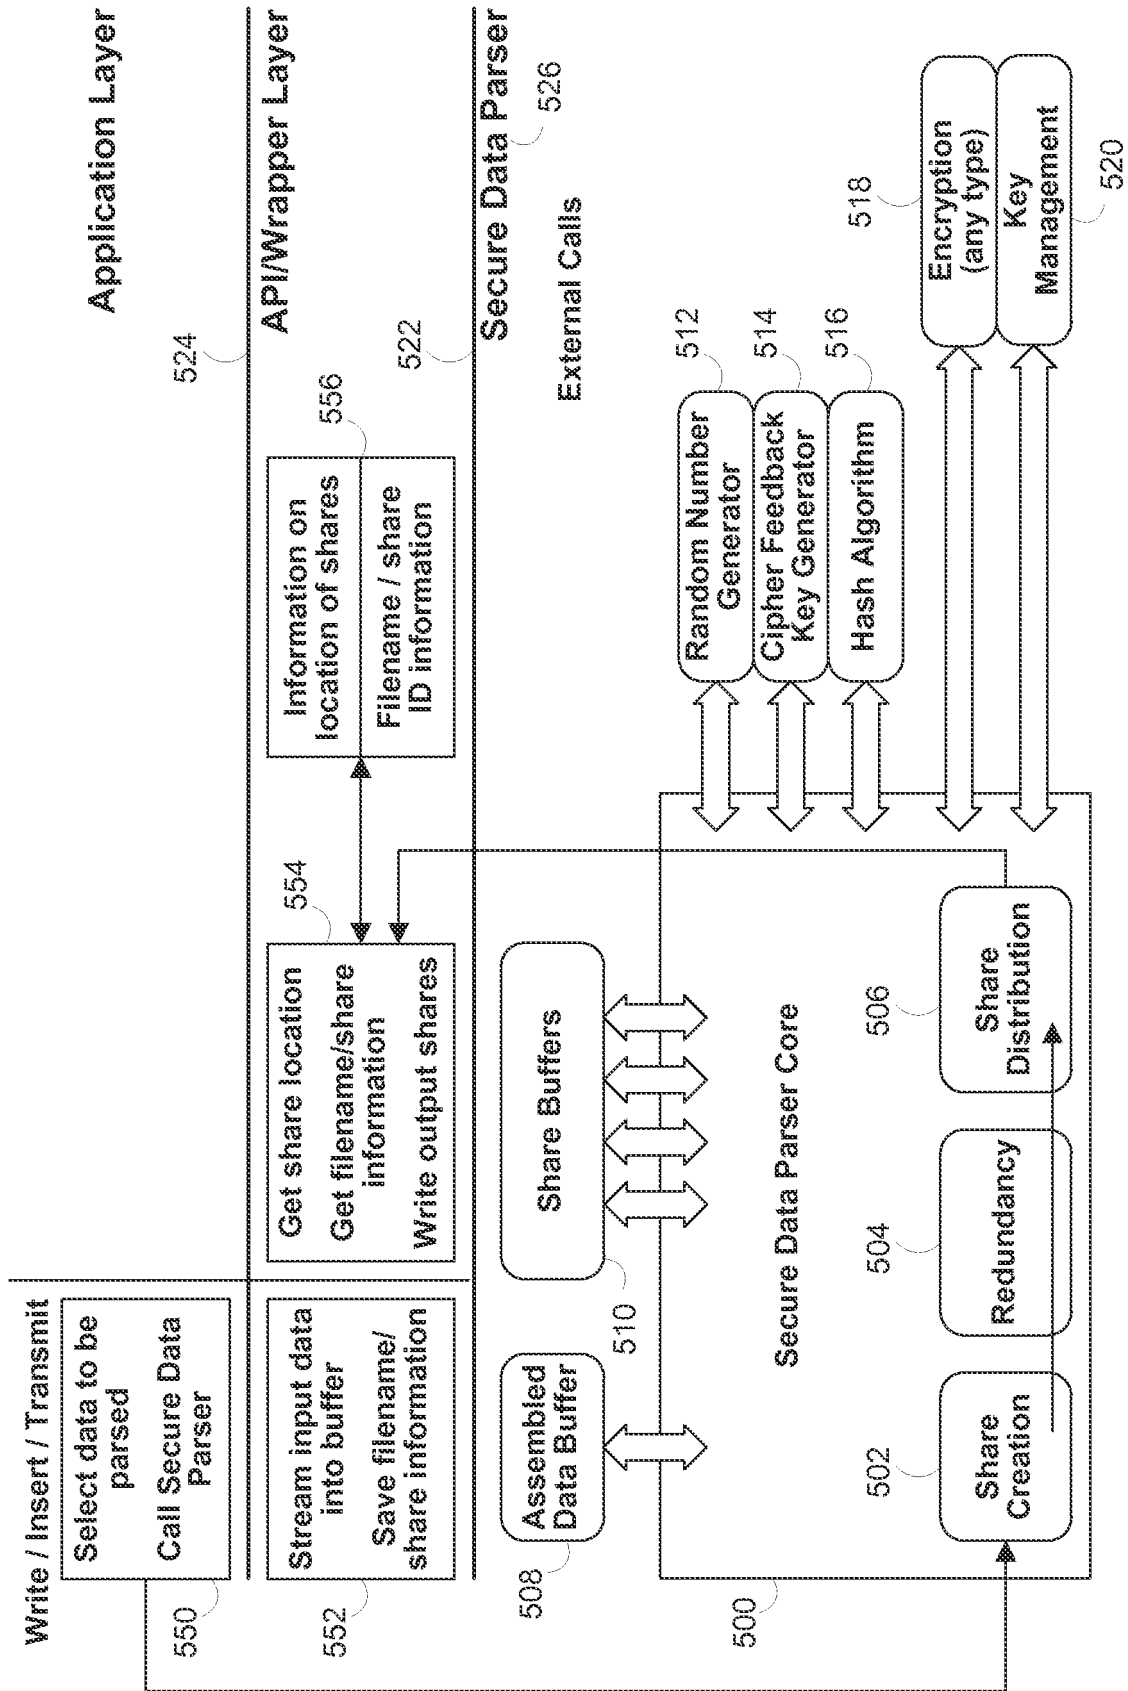 Write / Insert / Transmit
Application Layer
Select data to be
parsed
Call Secure Data
Parser
550
524
API/Wrapper Layer
Stream input data
into buffer
Save filename/
share information
552
Get share location
Get filename/share
information
Write output shares
554
Information on
location of shares
Filename / share
ID information
556
522
Secure Data Parser
526
External Calls
Assembled
Data Buffer
508
Share Buffers
510
Random Number
Generator
512
Cipher Feedback
Key Generator
514
Hash Algorithm
516
Encryption
(any type)
518
Key
Management
520
500
Secure Data Parser Core
502
Share
Creation
504
Redundancy
506
Share
Distribution